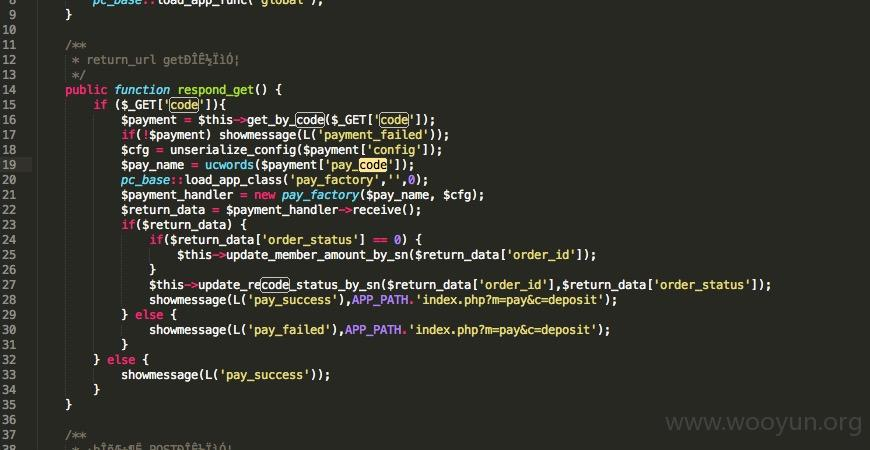 8 pc_base::load_app_func('global');
9 }
10
11 /**
12 * return_url getÐÎÊ½ÏìÓ¦
13 */
14 public function respond_get() {
15 if ($_GET['code']){
16 $payment = $this->get_by_code($_GET['code']);
17 if(!$payment) showmessage(L('payment_failed'));
18 $cfg = unserialize_config($payment['config']);
19 $pay_name = ucwords($payment['pay_code']);
20 pc_base::load_app_class('pay_factory','',0);
21 $payment_handler = new pay_factory($pay_name, $cfg);
22 $return_data = $payment_handler->receive();
23 if($return_data) {
24 if($return_data['order_status'] == 0) {
25 $this->update_member_amount_by_sn($return_data['order_id']);
26 }
27 $this->update_recode_status_by_sn($return_data['order_id'],$return_data['order_status']);
28 showmessage(L('pay_success'),APP_PATH.'index.php?m=pay&c=deposit');
29 } else {
30 showmessage(L('pay_failed'),APP_PATH.'index.php?m=pay&c=deposit');
31 }
32 } else {
33 showmessage(L('pay_success'));
34 }
35 }
36
37 /**
38
www.wooyun.org